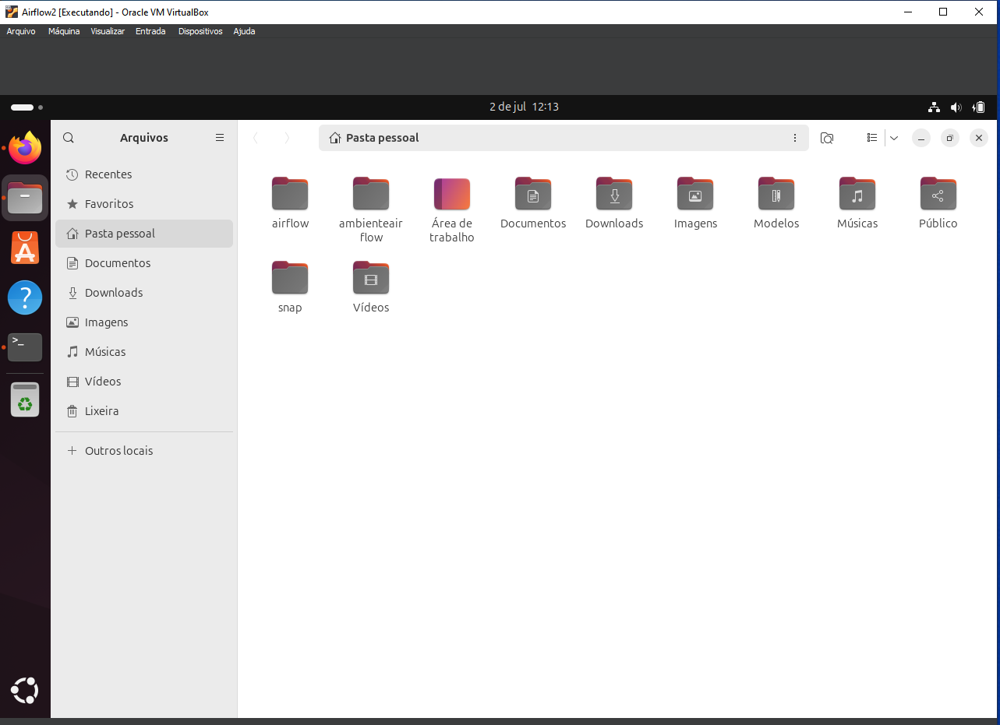 Airflow2 [Executando] - Oracle VM VirtualBox
Arquivo Máquina Visualizar Entrada Dispositivos Ajuda
2 de jul 12:13
Arquivos
Pasta pessoal
Recentes
Favoritos
Pasta pessoal
Documentos
Downloads
Imagens
Músicas
Vídeos
Lixeira
Outros locais
airflow
ambienteair
flow
Área de
trabalho
Documentos
Downloads
Imagens
Modelos
Músicas
Público
snap
Vídeos